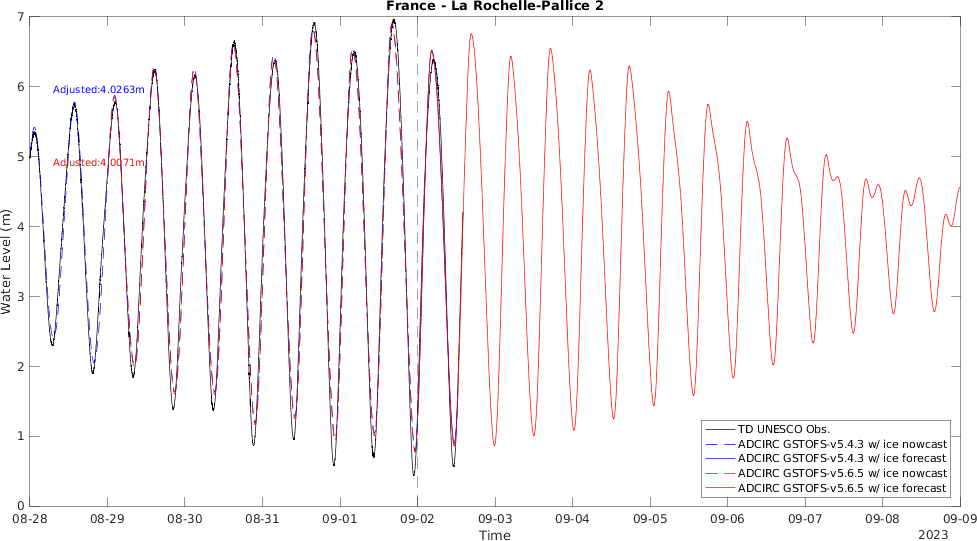 France - La Rochelle-Pallice 2
7
6
5
4
3
2
1
0
Water Level (m)
Adjusted:4.0263m
Adjusted:4.0071m
TD UNESCO Obs.
ADCIRC GSTOFS-v5.4.3 w/ ice nowcast
ADCIRC GSTOFS-v5.4.3 w/ ice forecast
ADCIRC GSTOFS-v5.6.5 w/ ice nowcast
ADCIRC GSTOFS-v5.6.5 w/ ice forecast
08-28 08-29 08-30 08-31 09-01 09-02 09-03 09-04 09-05 09-06 09-07 09-08 09-09
Time
2023